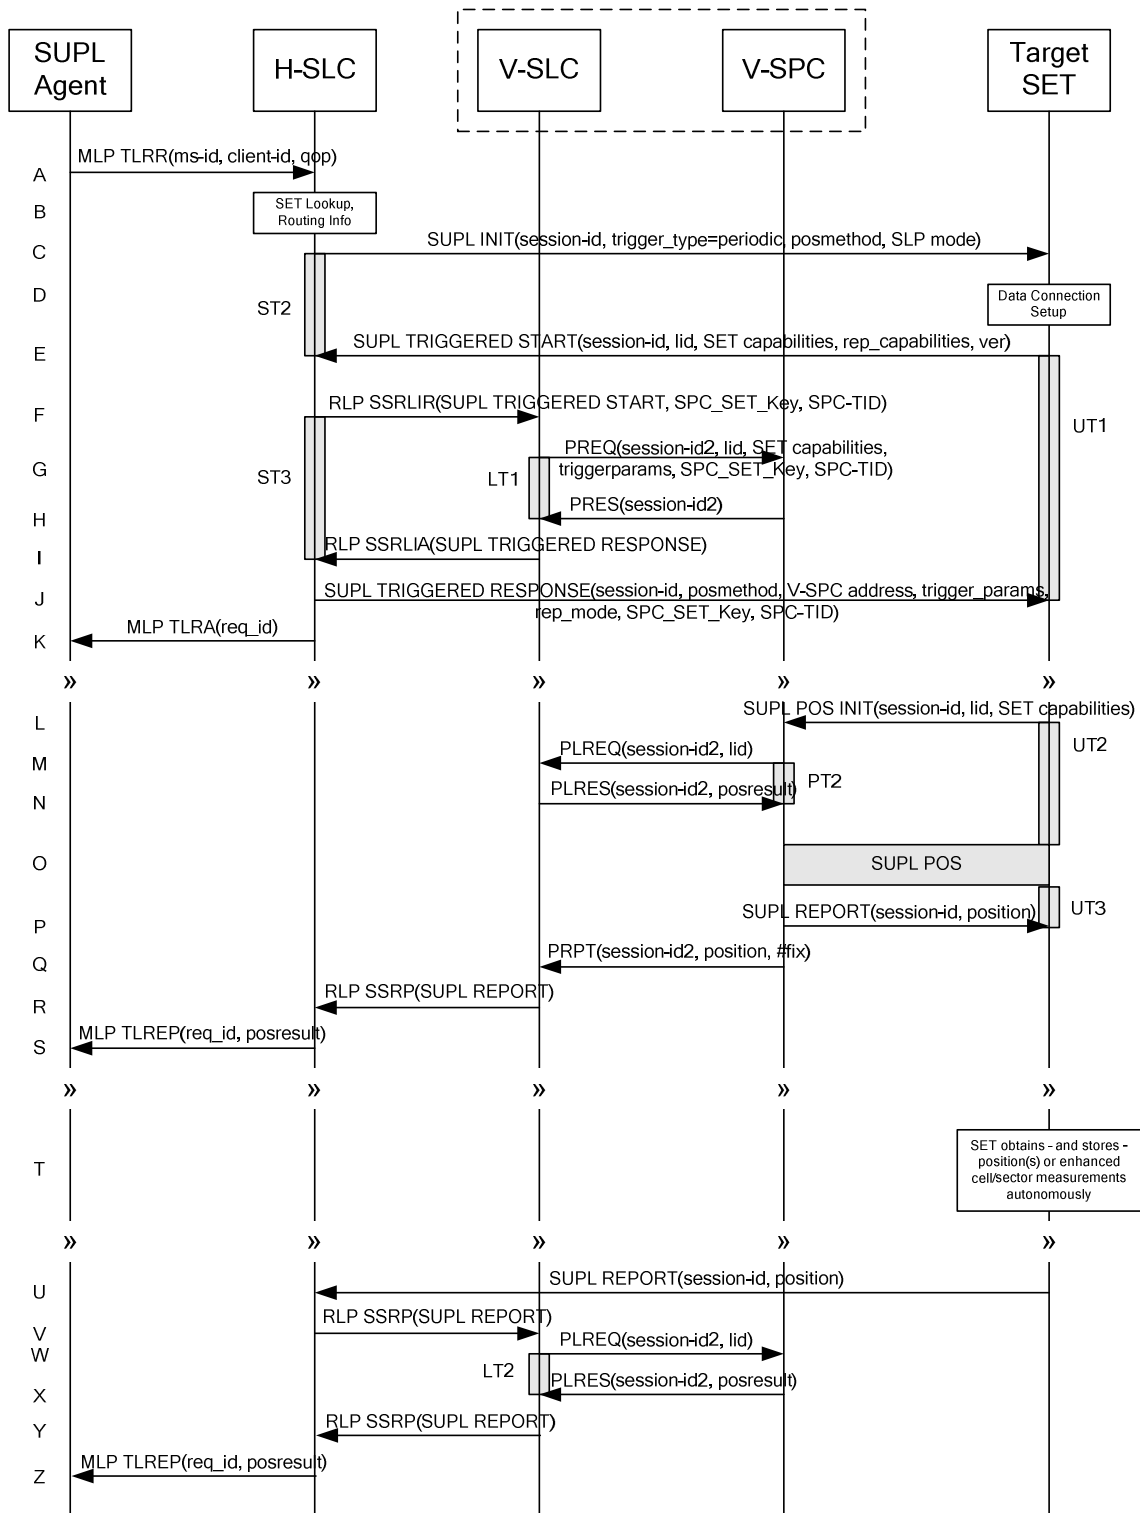 SUPL
Agent
H-SLC
V-SLC
V-SPC
Target
SET
A
MLP TLRR(ms-id, client-id, qop)
B
SET Lookup,
Routing Info
C
SUPL INIT(session-id, trigger_type=periodic, posmethod, SLP mode)
D
ST2
Data Connection
Setup
E
SUPL TRIGGERED START(session-id, lid, SET capabilities, rep_capabilities, ver)
F
RLP SSRLIR(SUPL TRIGGERED START, SPC_SET_Key, SPC-TID)
UT1
G
ST3
LT1
PREQ(session-id2, lid, SET capabilities,
triggerparams, SPC_SET_Key, SPC-TID)
H
PRES(session-id2)
I
RLP SSRLIA(SUPL TRIGGERED RESPONSE)
J
SUPL TRIGGERED RESPONSE(session-id, posmethod, V-SPC address, trigger_params,
rep_mode, SPC_SET_Key, SPC-TID)
K
MLP TLRA(req_id)
» » » » »
L
SUPL POS INIT(session-id, lid, SET capabilities)
UT2
M
PLREQ(session-id2, lid)
PT2
N
PLRES(session-id2, posresult)
O
SUPL POS
P
SUPL REPORT(session-id, position)
UT3
Q
PRPT(session-id2, position, #fix)
R
RLP SSRP(SUPL REPORT)
S
MLP TLREP(req_id, posresult)
» » » » »
T
SET obtains - and stores -
position(s) or enhanced
cell/sector measurements
autonomously
» » » » »
U
SUPL REPORT(session-id, position)
V
RLP SSRP(SUPL REPORT)
W
PLREQ(session-id2, lid)
LT2
X
PLRES(session-id2, posresult)
Y
RLP SSRP(SUPL REPORT)
Z
MLP TLREP(req_id, posresult)